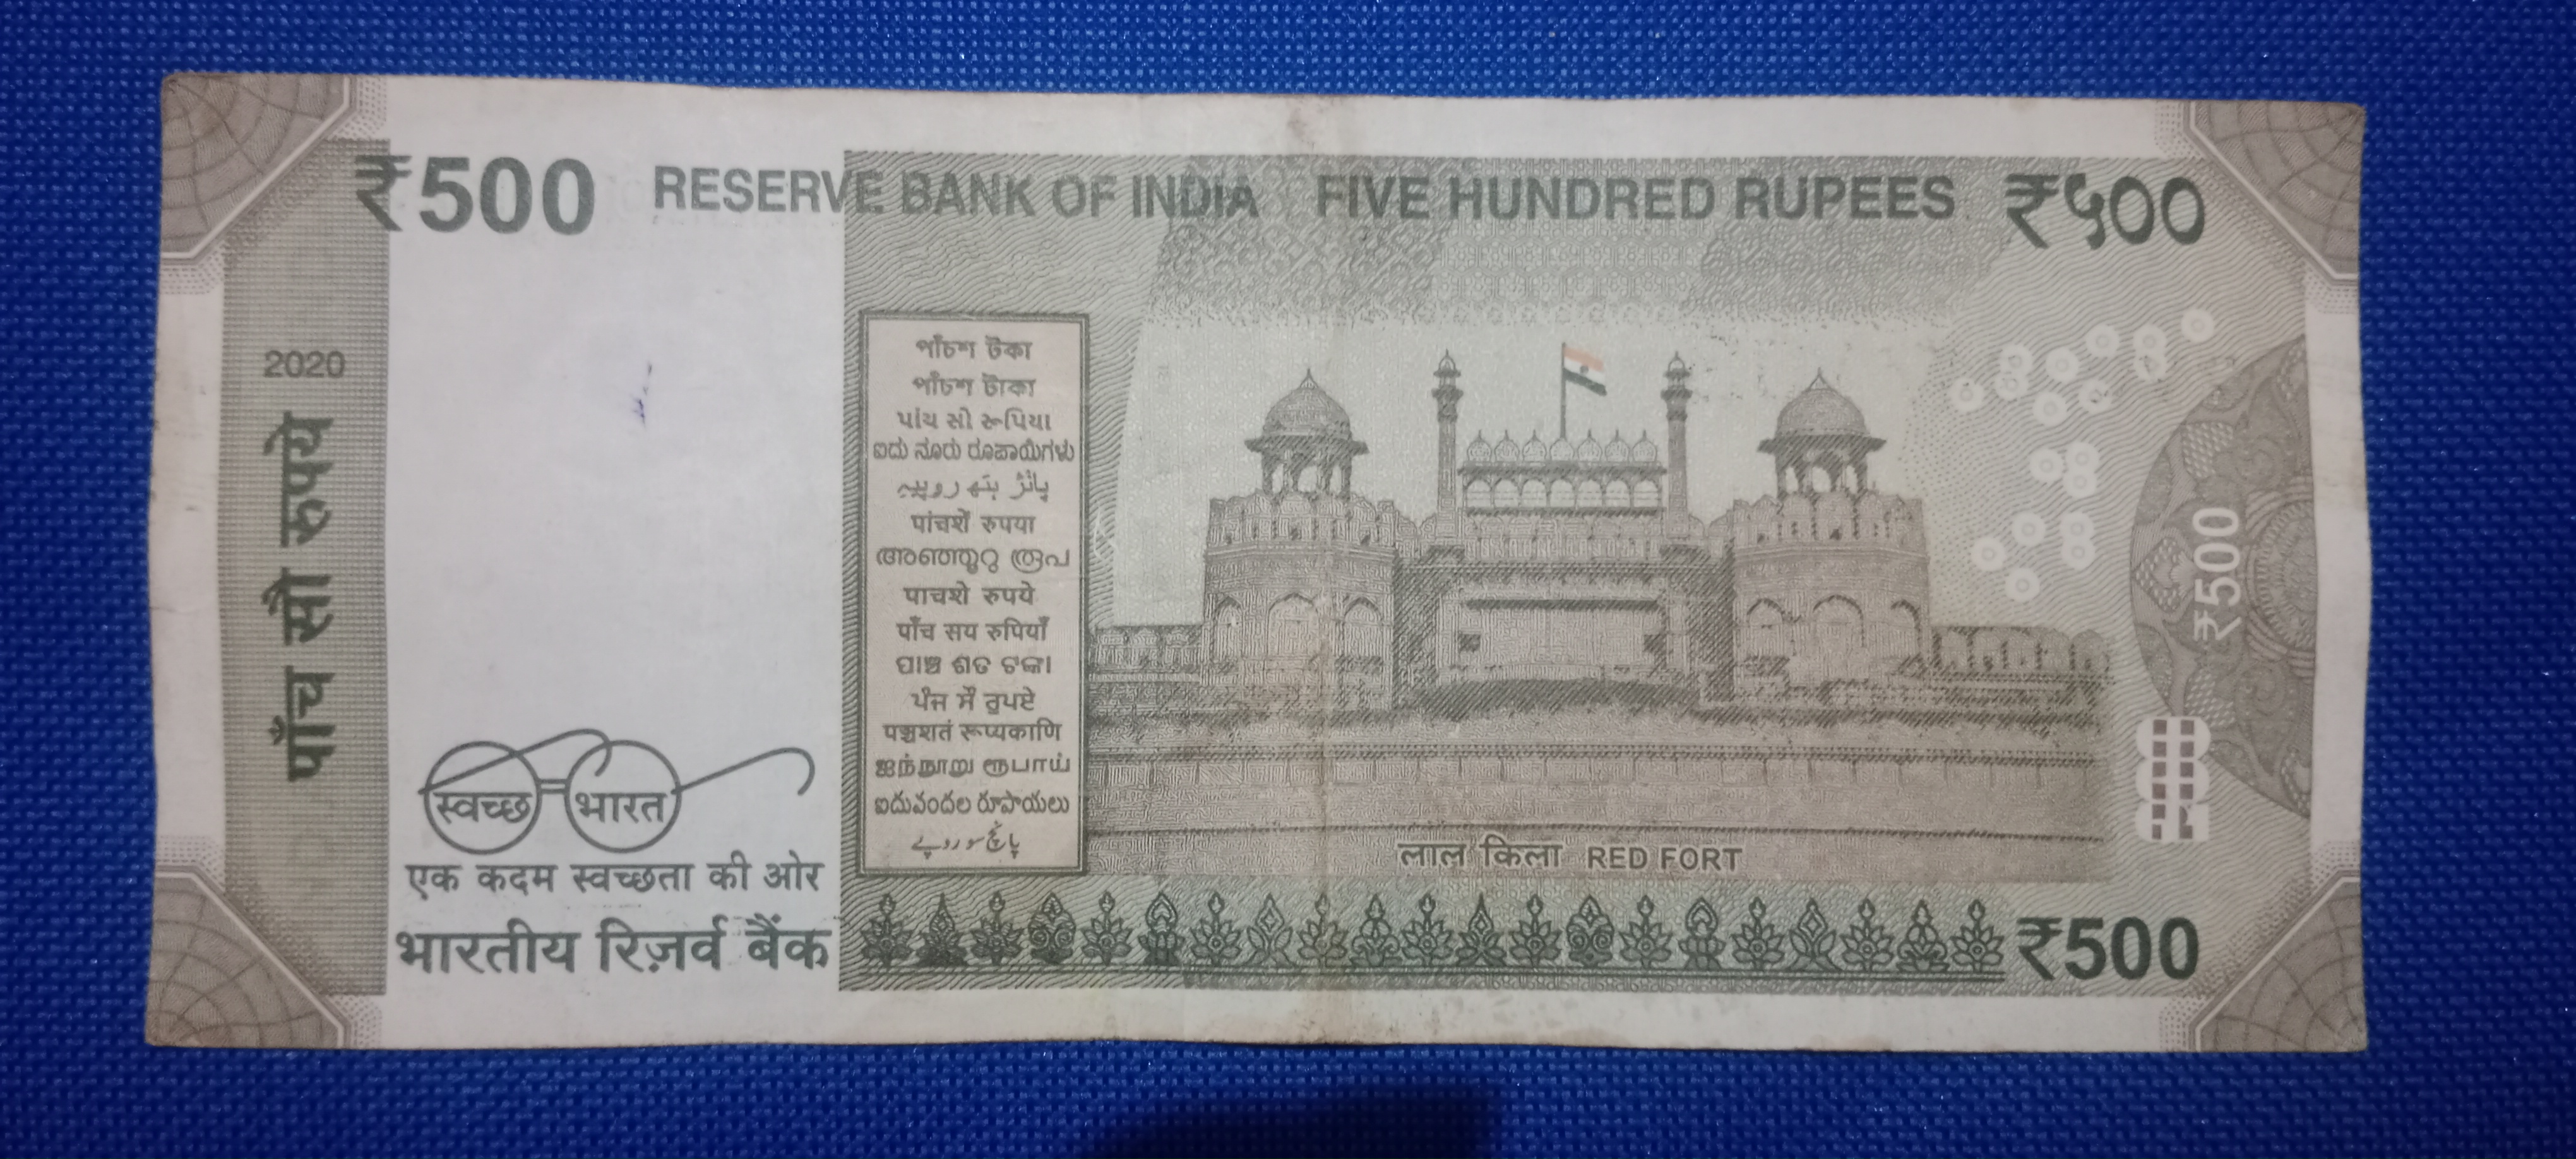 ₹500 RESERVE BANK OF INDIA FIVE HUNDRED RUPEES ₹५००
2020
पाँच सौ रुपये
পাঁচশ টকা
পাঁচশ টাকা
પાંચ સો રૂપિયા
ಐದು ನೂರು ರೂಪಾಯಿಗಳು
پانٛژ ہَتھ روپیہِ
पांचशें रुपया
അഞ്ഞൂറു രൂപ
पाचशे रुपये
पाँच सय रुपियाँ
ପାଞ୍ଚ ଶତ ଟଙ୍କା
ਪੰਜ ਸੌ ਰੁਪਏ
पञ्चशतं रूप्यकाणि
ஐந்நூறு ரூபாய்
ఐదువందల రూపాయలు
پانچ سو روپے
₹500
स्वच्छ भारत
एक कदम स्वच्छता की ओर
भारतीय रिज़र्व बैंक
लाल किला RED FORT
₹500